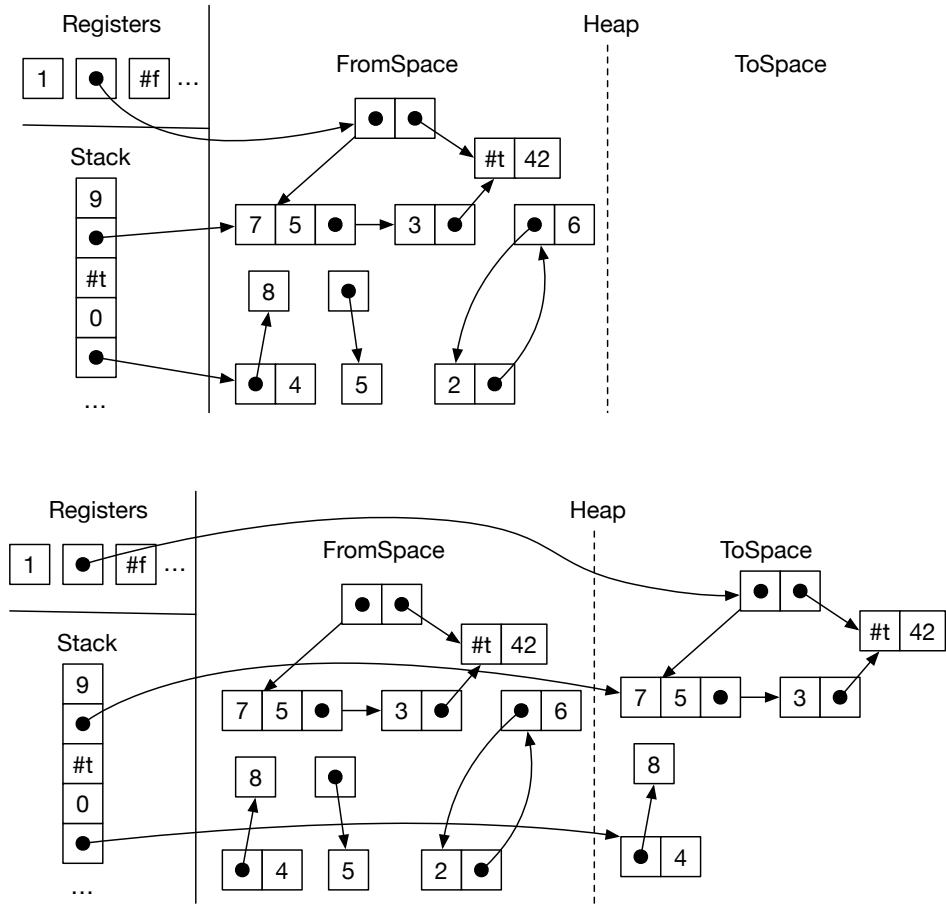 Registers
Heap
FromSpace
ToSpace
1 #f ...
#t 42
Stack
9
7 5 3 6
#t
8
0
4 5 2
...
Registers
Heap
FromSpace
ToSpace
1 #f ...
#t 42 #t 42
Stack
9
7 5 3 6 7 5 3
#t
8 8
0
4 5 2 4
...